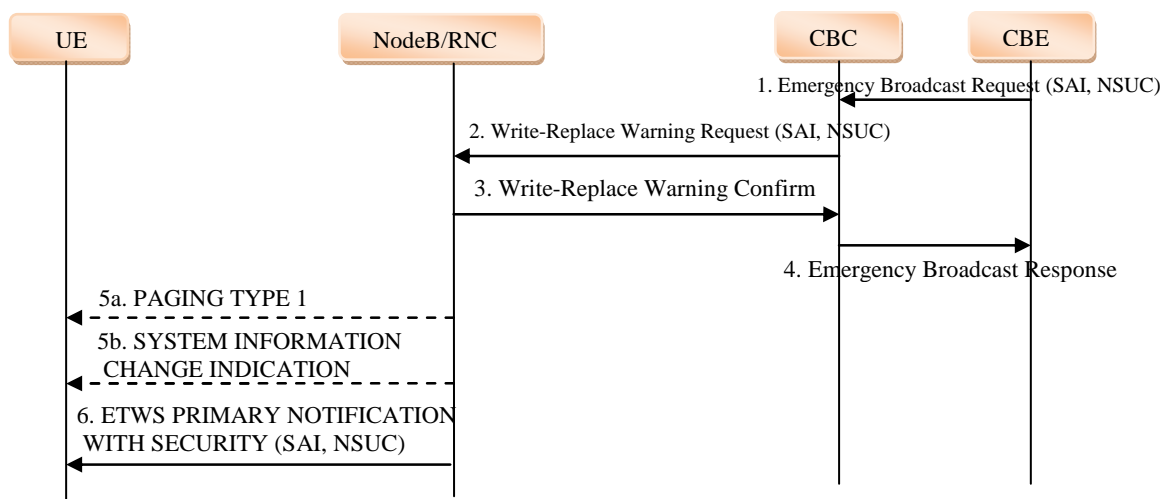 UE
NodeB/RNC
CBC
CBE
1. Emergency Broadcast Request (SAI, NSUC)
2. Write-Replace Warning Request (SAI, NSUC)
3. Write-Replace Warning Confirm
4. Emergency Broadcast Response
5a. PAGING TYPE 1
5b. SYSTEM INFORMATION
CHANGE INDICATION
6. ETWS PRIMARY NOTIFICATION
WITH SECURITY (SAI, NSUC)